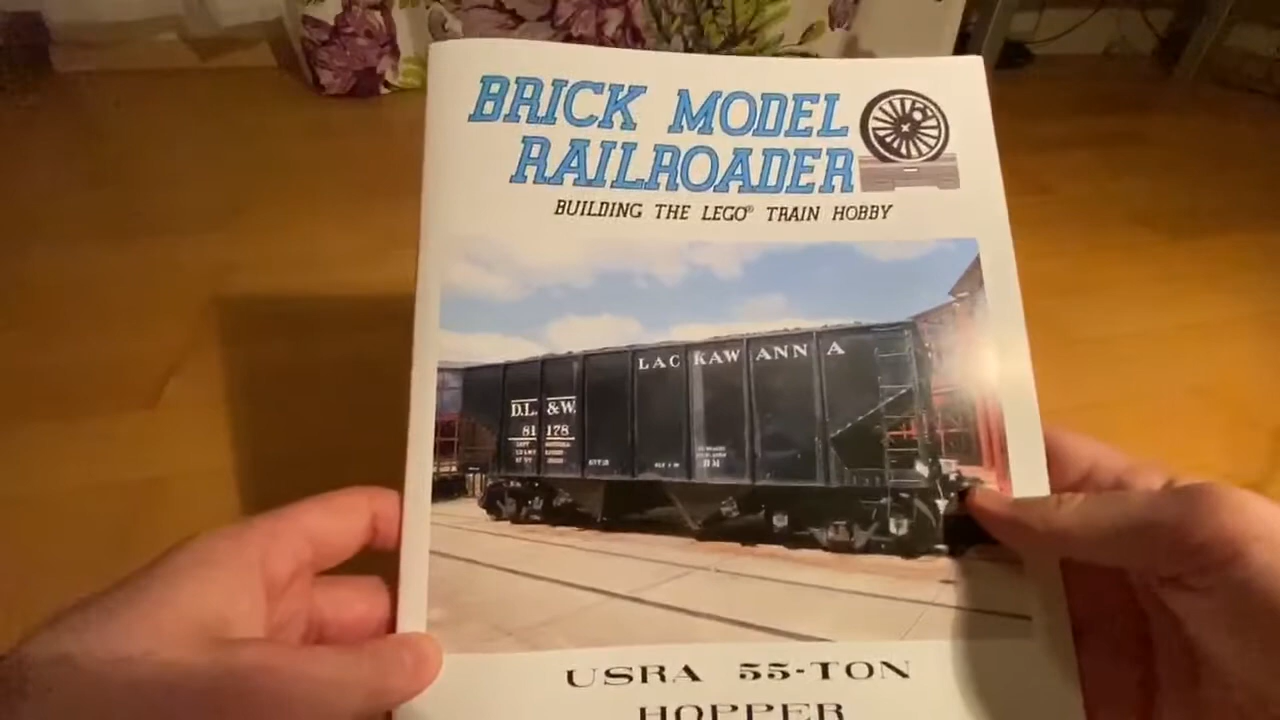 BRICK MODEL
RAILROADER
BUILDING THE LEGO® TRAIN HOBBY
LACKAWANNA
D.L.&W.
81178
USRA 55-TON
HOPPER